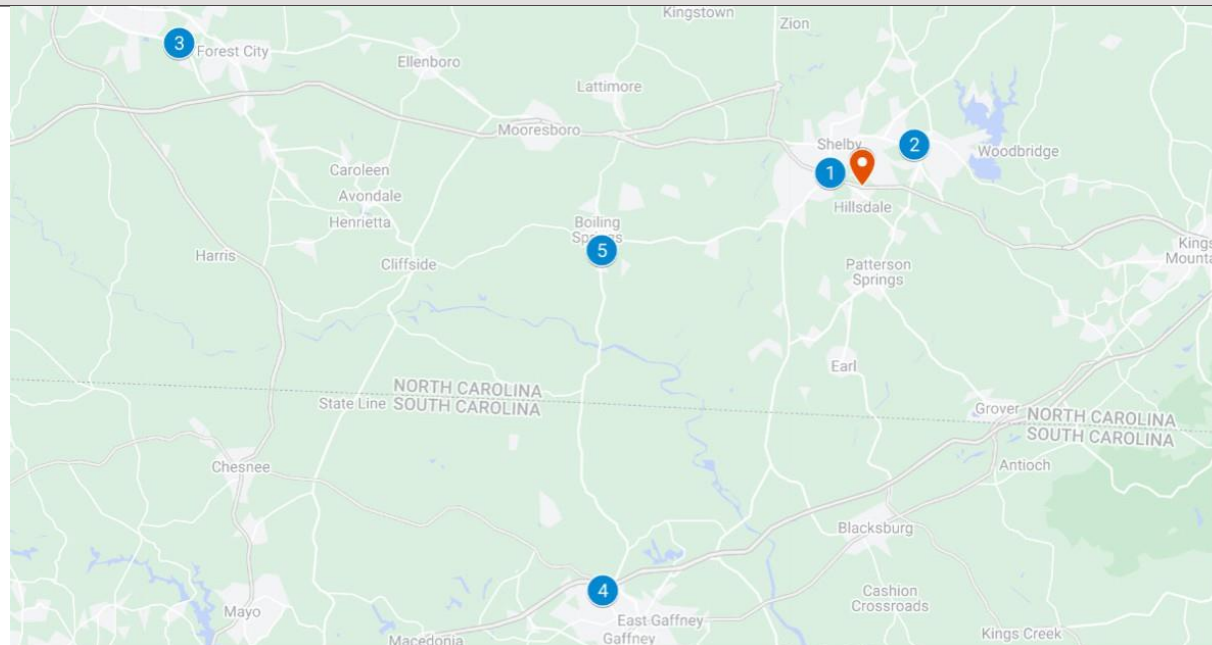 Kingstown
Zion
3
Forest City
Ellenboro
Lattimore
Mooresboro
Shelby
2
Woodbridge
1
Caroleen
Avondale
Henrietta
Hillsdale
Boiling
Springs
5
Harris
Cliffside
Patterson
Springs
Kings
Mounta
Earl
NORTH CAROLINA
State Line SOUTH CAROLINA
Grover NORTH CAROLINA
SOUTH CAROLINA
Chesnee
Antioch
Blacksburg
4
Mayo
Cashion
Crossroads
East Gaffney
Gaffney
Macedonia
Kings Creek